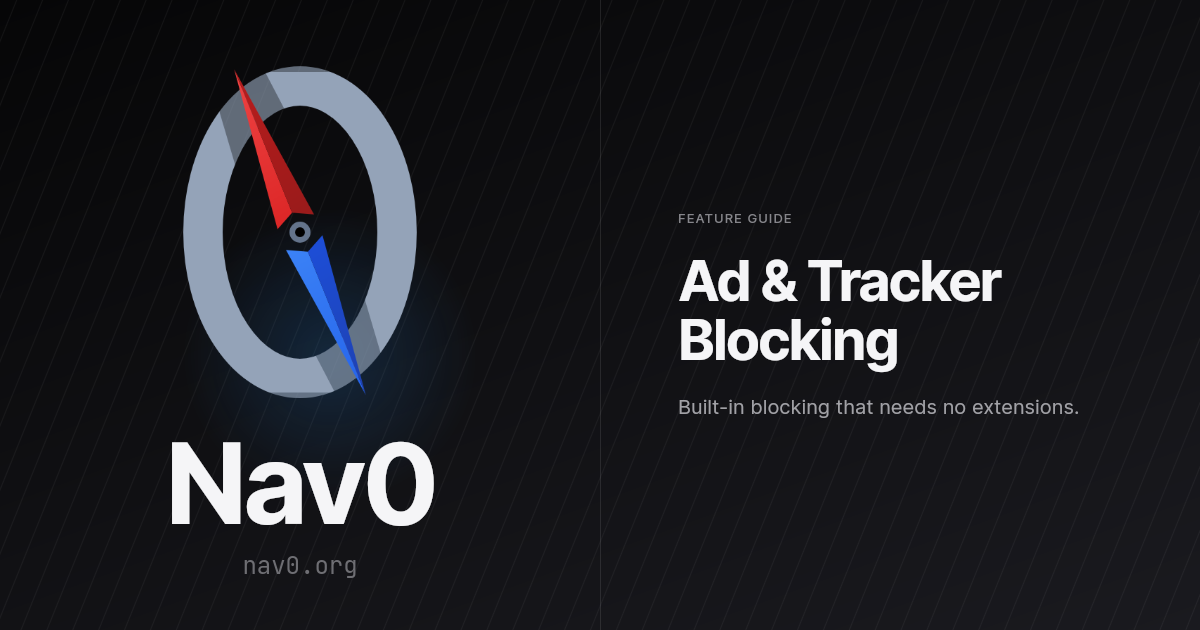 Nav0
nav0.org
FEATURE GUIDE
Ad & Tracker
Blocking
Built-in blocking that needs no extensions.